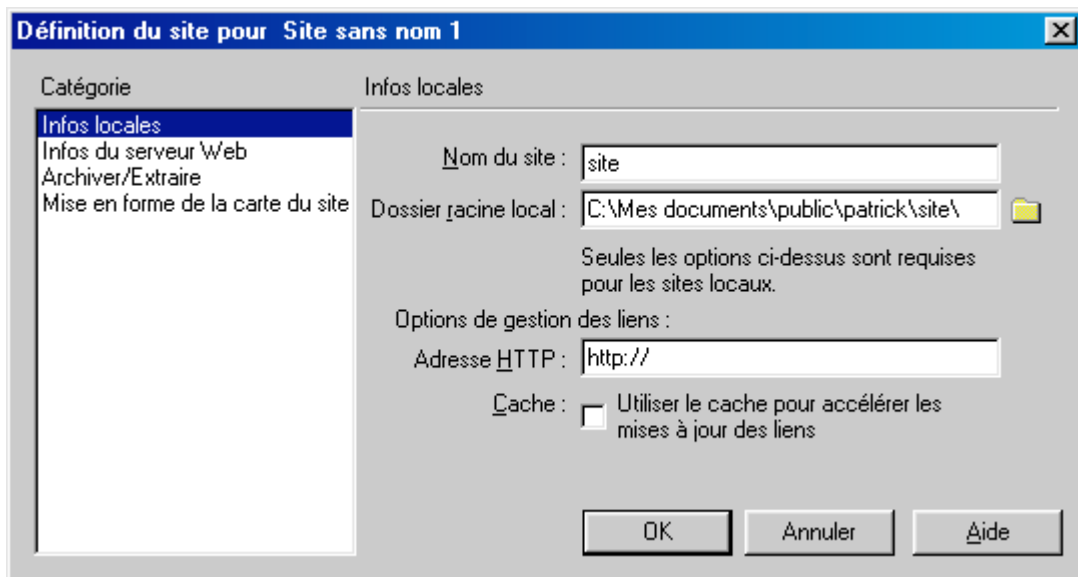 Définition du site pour  Site sans nom 1
Catégorie
Infos locales
Infos du serveur Web
Archiver/Extraire
Mise en forme de la carte du site
Infos locales
Nom du site : site
Dossier racine local : C:\Mes documents\public\patrick\site\
Seules les options ci-dessus sont requises
pour les sites locaux.
Options de gestion des liens :
Adresse HTTP : http://
Cache : Utiliser le cache pour accélérer les
mises à jour des liens
OK Annuler Aide